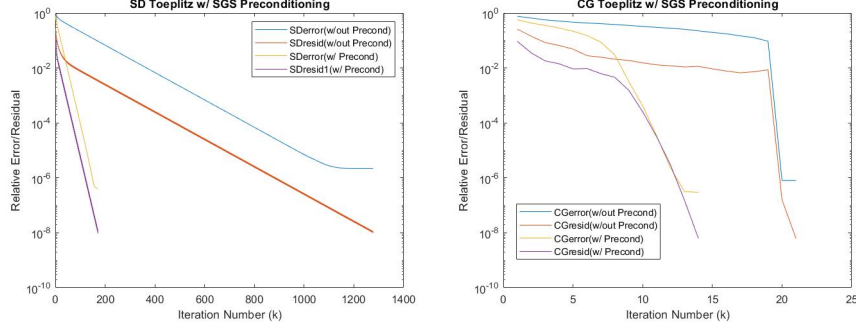 SD Toeplitz w/ SGS Preconditioning
10^0
10^-2
10^-4
10^-6
10^-8
10^-10
Relative Error/Residual
0 200 400 600 800 1000 1200 1400
Iteration Number (k)
SDerror(w/out Precond)
SDresid(w/out Precond)
SDerror(w/ Precond)
SDresid1(w/ Precond)
CG Toeplitz w/ SGS Preconditioning
10^0
10^-2
10^-4
10^-6
10^-8
10^-10
Relative Error/Residual
0 5 10 15 20 25
Iteration Number (k)
CGerror(w/out Precond)
CGresid(w/out Precond)
CGerror(w/ Precond)
CGresid(w/ Precond)